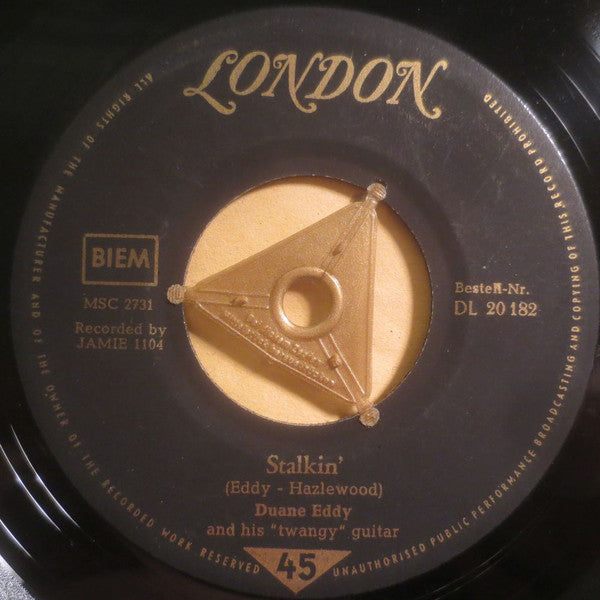 LONDON
ALL RIGHTS OF THE MANUFACTURER AND OF THE OWNER OF THE RECORDED WORK RESERVED
UNAUTHORISED PUBLIC PERFORMANCE BROADCASTING AND COPYING OF THIS RECORD PROHIBITED
BIEM
MSC 2731
Recorded by
JAMIE 1104
Bestell-Nr.
DL 20 182
Stalkin'
(Eddy - Hazlewood)
Duane Eddy
and his "twangy" guitar
45